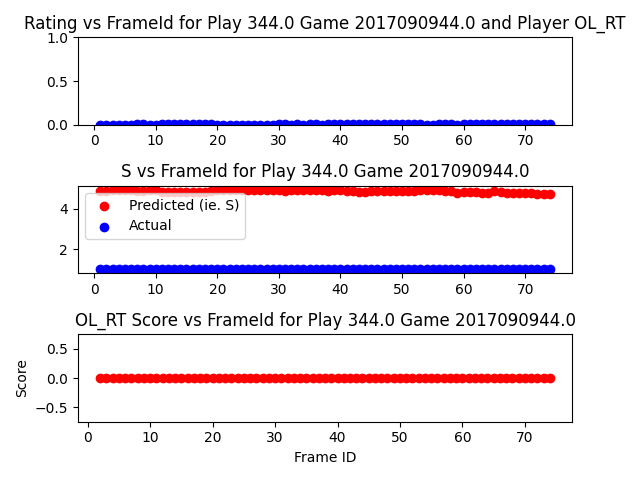 Rating vs FrameId for Play 344.0 Game 2017090944.0 and Player OL_RT
1.0
0.5
0.0
0 10 20 30 40 50 60 70
S vs FrameId for Play 344.0 Game 2017090944.0
4
2
Predicted (ie. S)
Actual
0 10 20 30 40 50 60 70
OL_RT Score vs FrameId for Play 344.0 Game 2017090944.0
Score
0.5
0.0
−0.5
0 10 20 30 40 50 60 70
Frame ID